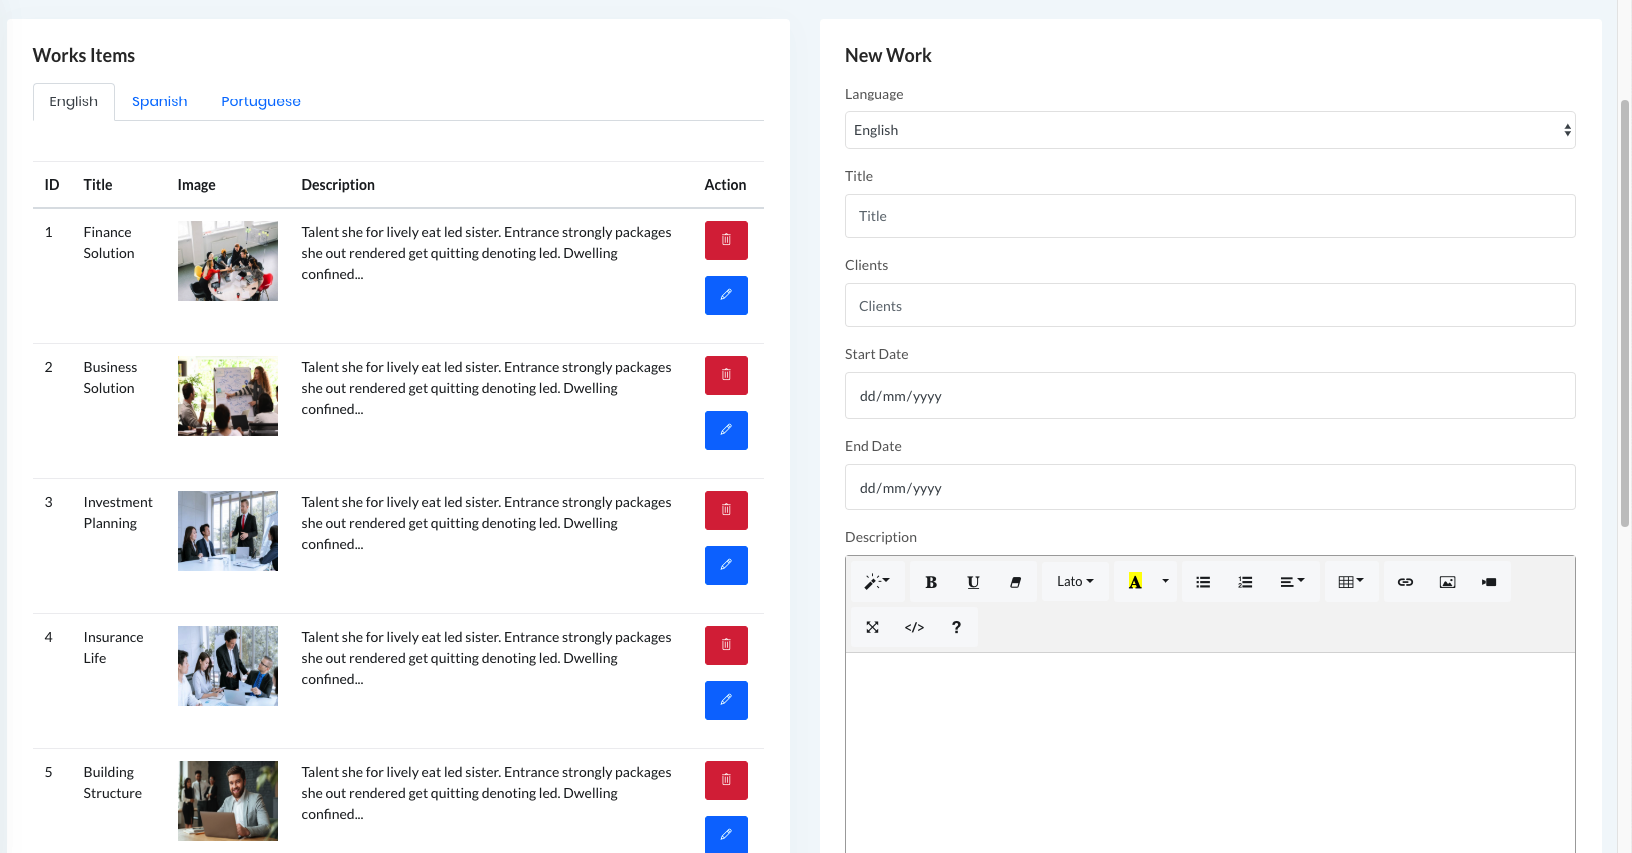 Works Items
English Spanish Portuguese
ID Title Image Description Action
1 Finance Solution Talent she for lively eat led sister. Entrance strongly packages
she out rendered get quitting denoting led. Dwelling
confined...
2 Business Solution Talent she for lively eat led sister. Entrance strongly packages
she out rendered get quitting denoting led. Dwelling
confined...
3 Investment Planning Talent she for lively eat led sister. Entrance strongly packages
she out rendered get quitting denoting led. Dwelling
confined...
4 Insurance Life Talent she for lively eat led sister. Entrance strongly packages
she out rendered get quitting denoting led. Dwelling
confined...
5 Building Structure Talent she for lively eat led sister. Entrance strongly packages
she out rendered get quitting denoting led. Dwelling
confined...
New Work
Language
English
Title
Title
Clients
Clients
Start Date
dd/mm/yyyy
End Date
dd/mm/yyyy
Description
B U Lato A
</> ?